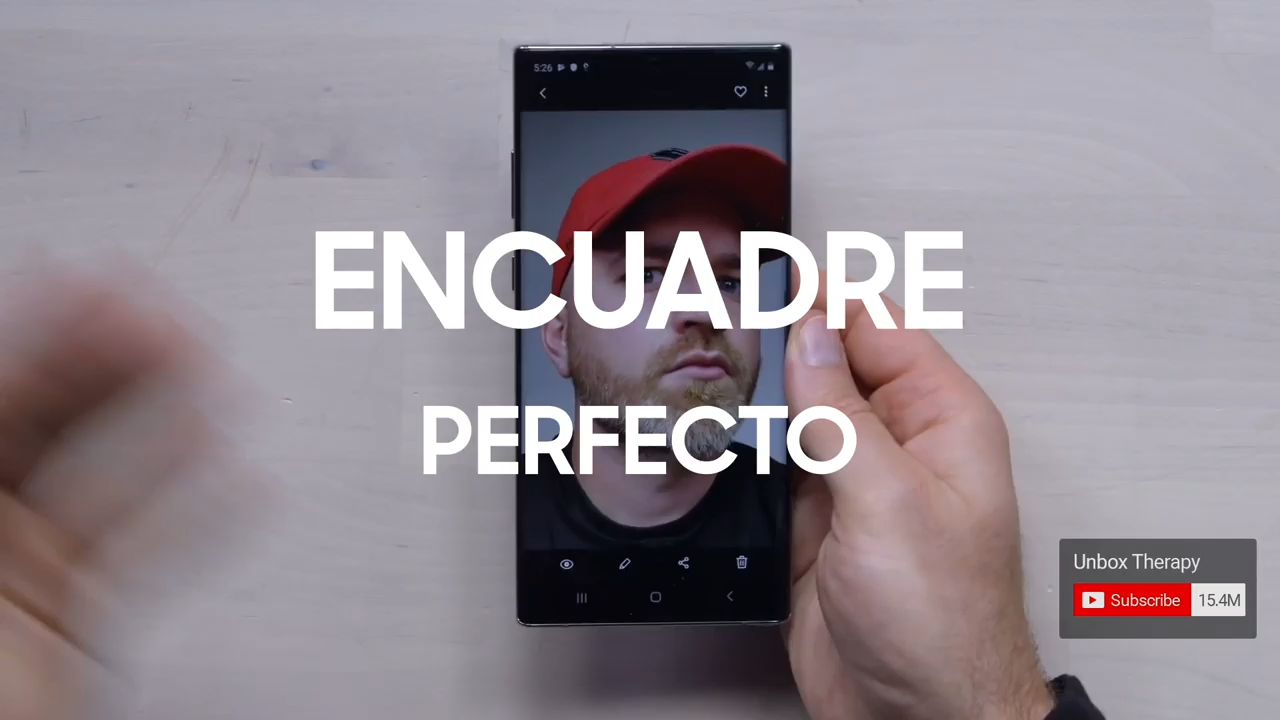 5:26
ENCUADRE
PERFECTO
Unbox Therapy
Subscribe 15.4M